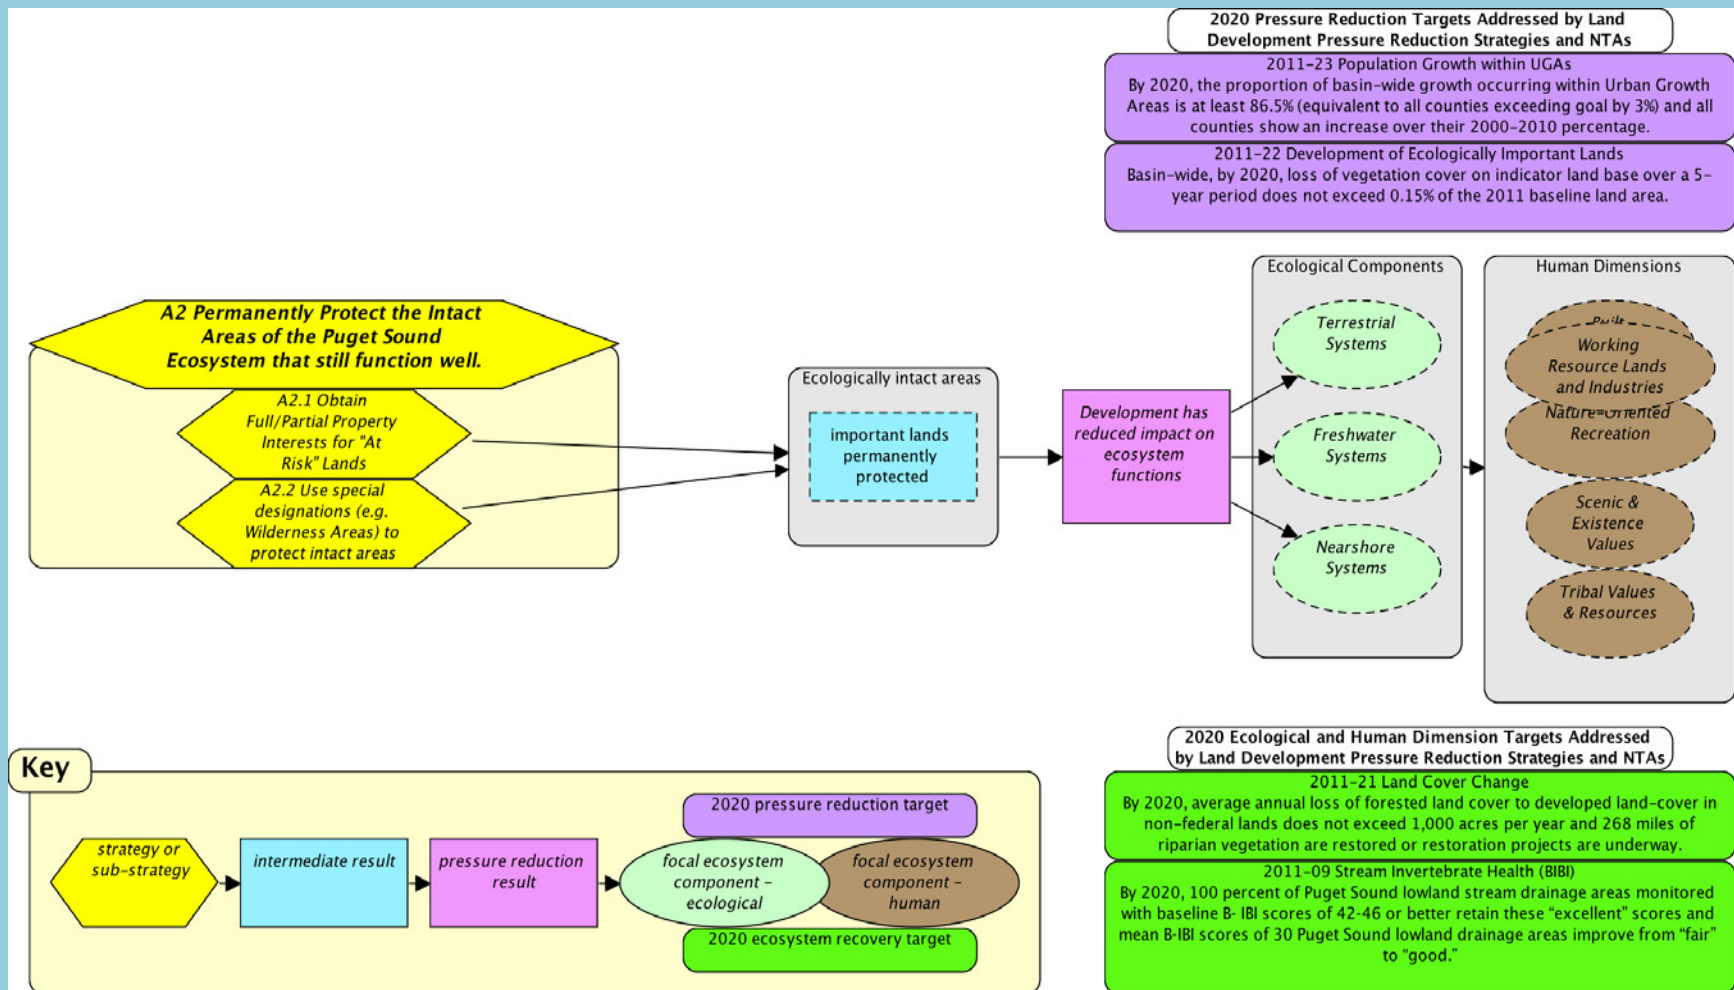 2020 Pressure Reduction Targets Addressed by Land
Development Pressure Reduction Strategies and NTAs
2011-23 Population Growth within UGAs
By 2020, the proportion of basin-wide growth occurring within Urban Growth
Areas is at least 86.5% (equivalent to all counties exceeding goal by 3%) and all
counties show an increase over their 2000-2010 percentage.
2011-22 Development of Ecologically Important Lands
Basin-wide, by 2020, loss of vegetation cover on indicator land base over a 5-
year period does not exceed 0.15% of the 2011 baseline land area.
A2 Permanently Protect the Intact
Areas of the Puget Sound
Ecosystem that still function well.
A2.1 Obtain
Full/Partial Property
Interests for "At
Risk" Lands
A2.2 Use special
designations (e.g.
Wilderness Areas) to
protect intact areas
Ecologically intact areas
important lands
permanently
protected
Development has
reduced impact on
ecosystem
functions
Ecological Components
Terrestrial
Systems
Freshwater
Systems
Nearshore
Systems
Human Dimensions
Working
Resource Lands
and Industries
Nature-Oriented
Recreation
Scenic &
Existence
Values
Tribal Values
& Resources
Key
strategy or
sub-strategy
intermediate result
pressure reduction
result
2020 pressure reduction target
focal ecosystem
component -
ecological
focal ecosystem
component -
human
2020 ecosystem recovery target
2020 Ecological and Human Dimension Targets Addressed
by Land Development Pressure Reduction Strategies and NTAs
2011-21 Land Cover Change
By 2020, average annual loss of forested land cover to developed land-cover in
non-federal lands does not exceed 1,000 acres per year and 268 miles of
riparian vegetation are restored or restoration projects are underway.
2011-09 Stream Invertebrate Health (BIBI)
By 2020, 100 percent of Puget Sound lowland stream drainage areas monitored
with baseline B- IBI scores of 42-46 or better retain these “excellent” scores and
mean B-IBI scores of 30 Puget Sound lowland drainage areas improve from “fair”
to “good.”